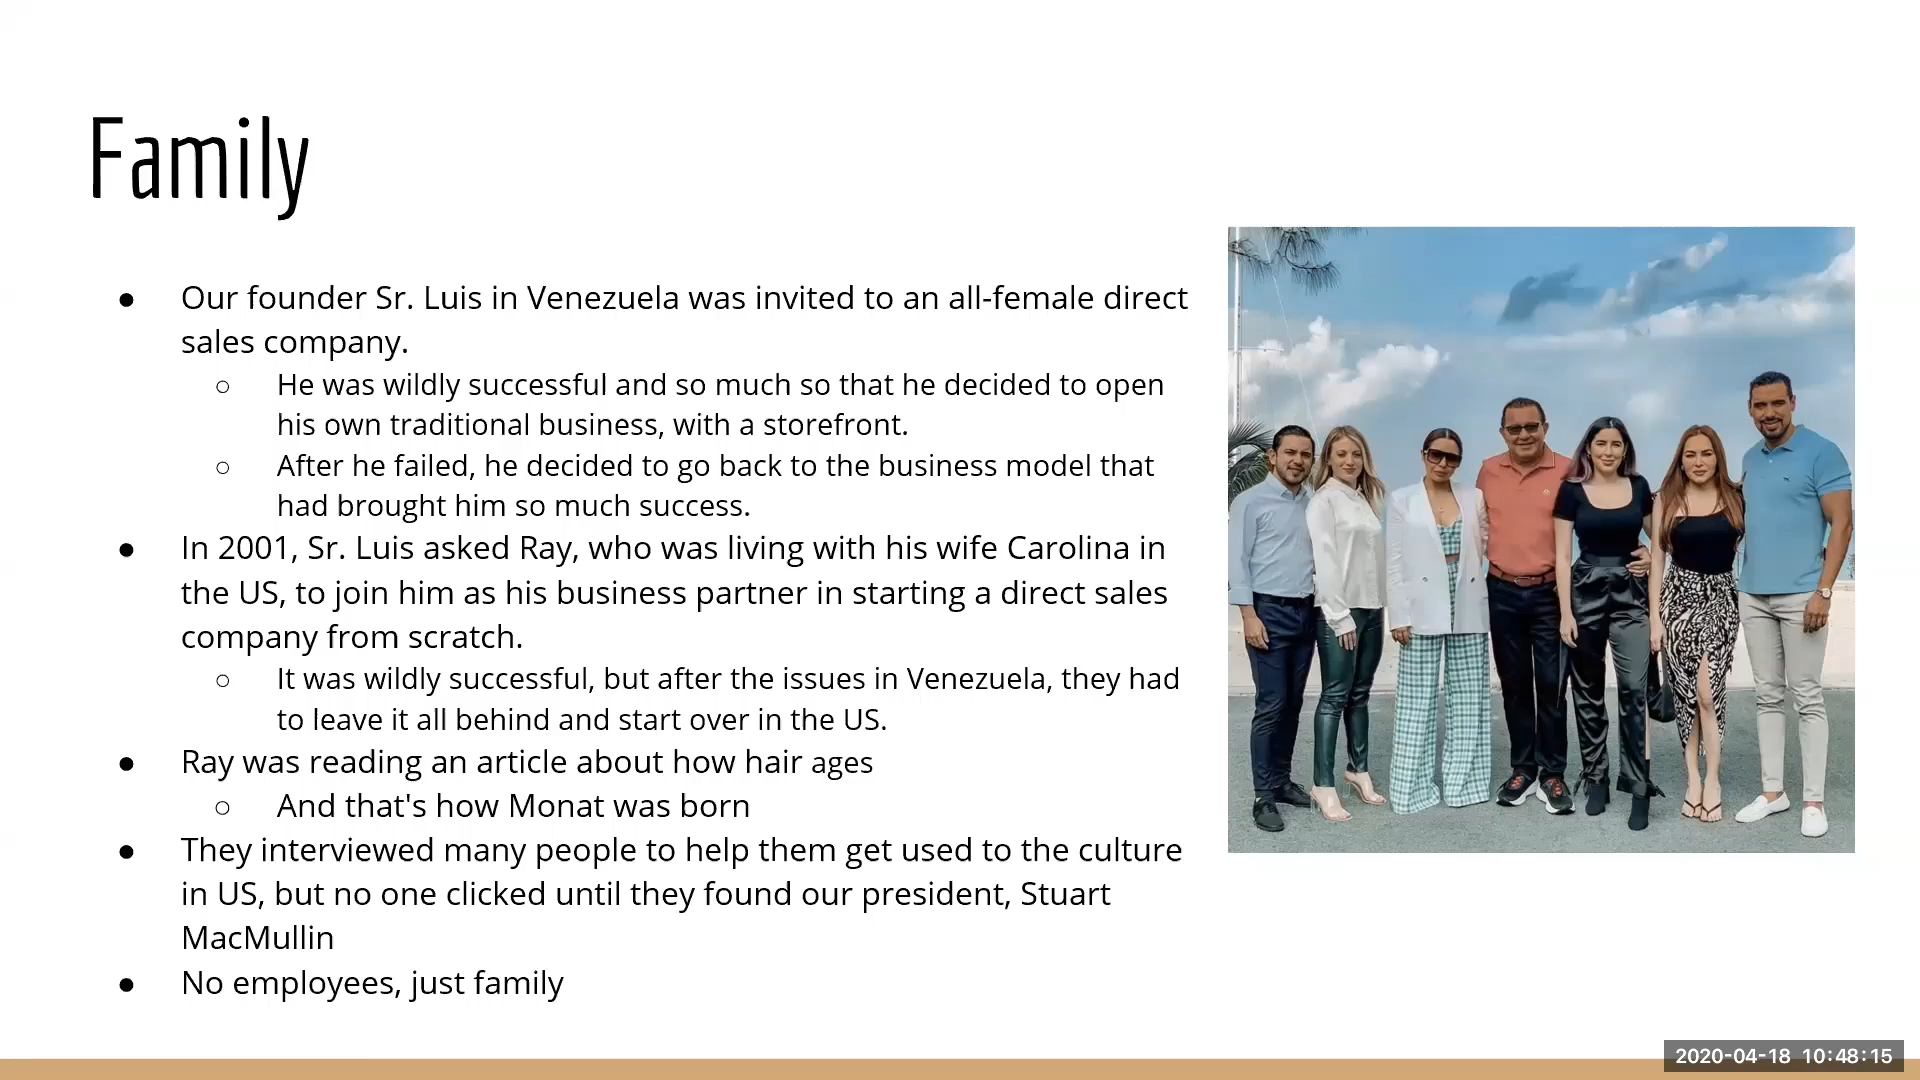 Family
● Our founder Sr. Luis in Venezuela was invited to an all-female direct
sales company.
○ He was wildly successful and so much so that he decided to open
his own traditional business, with a storefront.
○ After he failed, he decided to go back to the business model that
had brought him so much success.
● In 2001, Sr. Luis asked Ray, who was living with his wife Carolina in
the US, to join him as his business partner in starting a direct sales
company from scratch.
○ It was wildly successful, but after the issues in Venezuela, they had
to leave it all behind and start over in the US.
● Ray was reading an article about how hair ages
○ And that's how Monat was born
● They interviewed many people to help them get used to the culture
in US, but no one clicked until they found our president, Stuart
MacMullin
● No employees, just family
2020-04-18 10:48:15